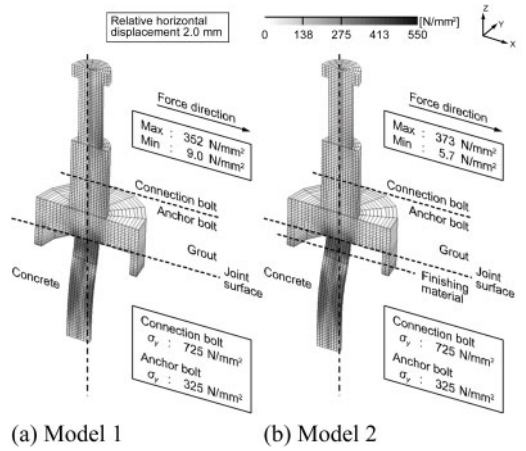 Relative horizontal
displacement 2.0 mm
[N/mm²]
0 138 275 413 550
Z
Y
X
Force direction
Max : 352 N/mm²
Min : 9.0 N/mm²
Connection bolt
Anchor bolt
Grout
Joint
surface
Concrete
Connection bolt
σy : 725 N/mm²
Anchor bolt
σy : 325 N/mm²
(a) Model 1
Force direction
Max : 373 N/mm²
Min : 5.7 N/mm²
Connection bolt
Anchor bolt
Grout
Joint
surface
Concrete
Finishing
material
Connection bolt
σy : 725 N/mm²
Anchor bolt
σy : 325 N/mm²
(b) Model 2